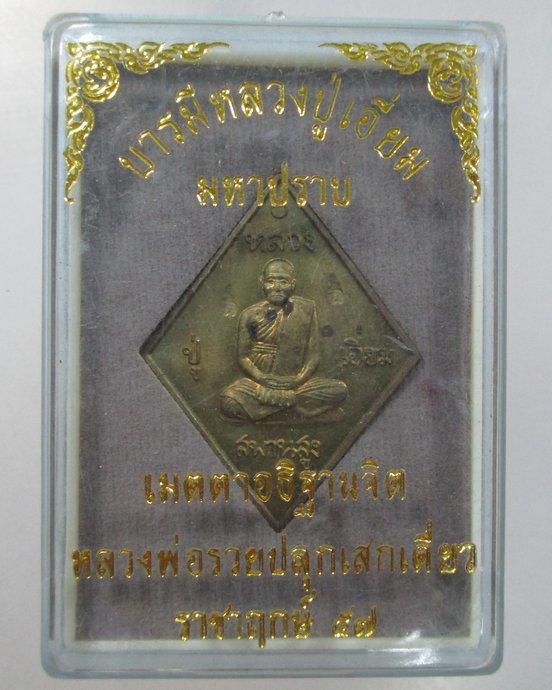 บารมีหลวงปู่เอี่ยม
มหาปราบ
หลวง
ปู่ เอี่ยม
สพานสูง
เมตตาอธิฐานจิต
หลวงพ่อรวยปลุกเสกเดี่ยว
ราชาฤกษ์ ๕๗